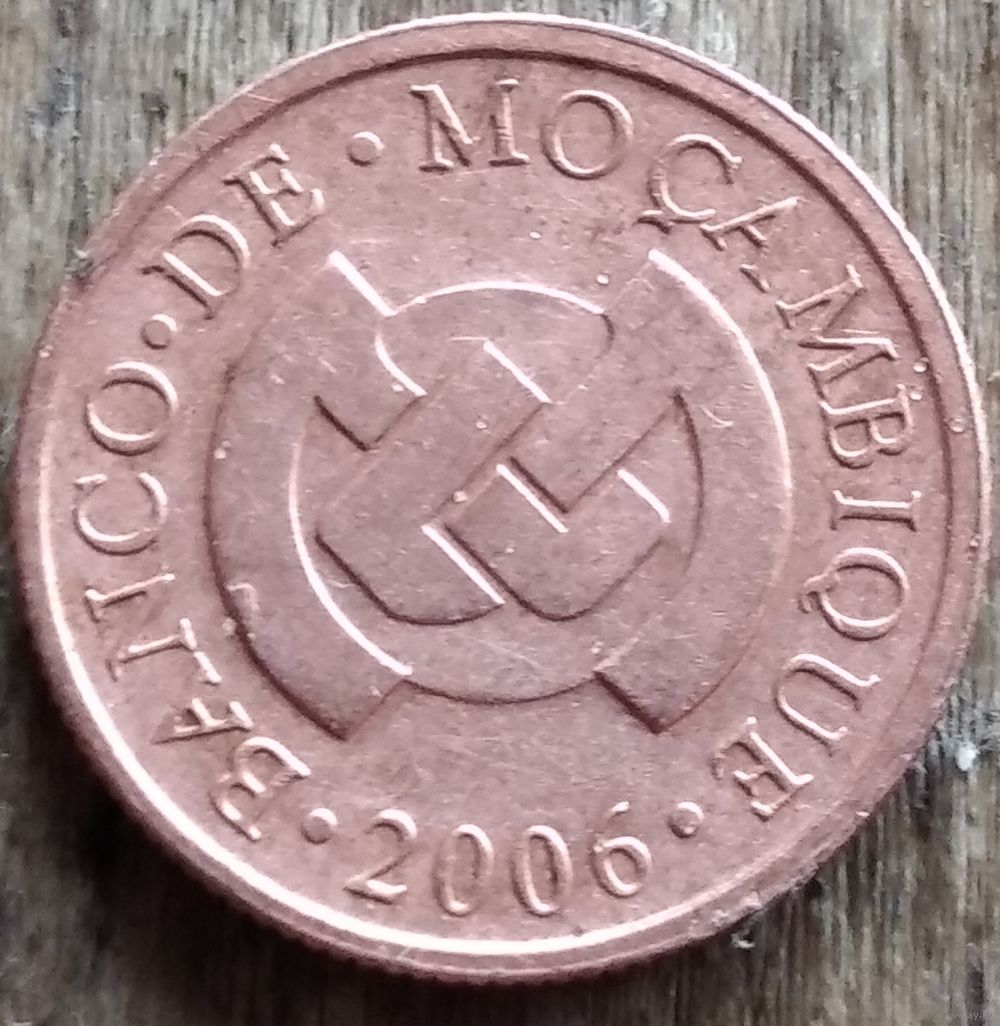 BANCO · DE · MOÇAMBIQUE
· 2006 ·